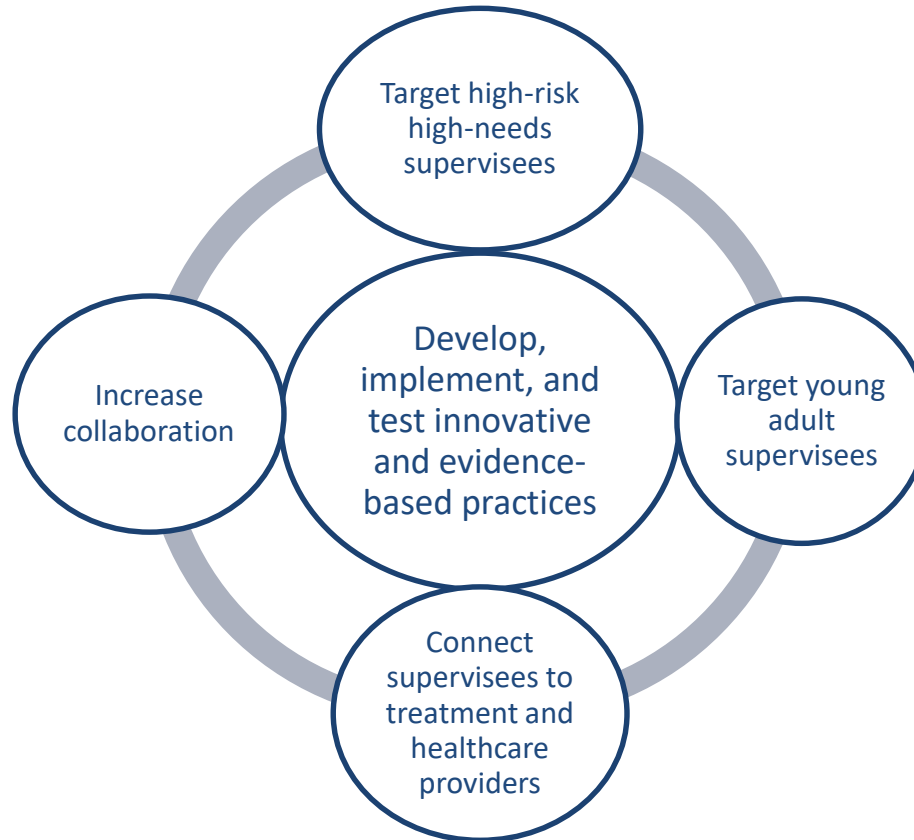 Target high-risk
high-needs
supervisees
Develop,
implement, and
test innovative
and evidence-
based practices
Increase
collaboration
Target young
adult
supervisees
Connect
supervisees to
treatment and
healthcare
providers